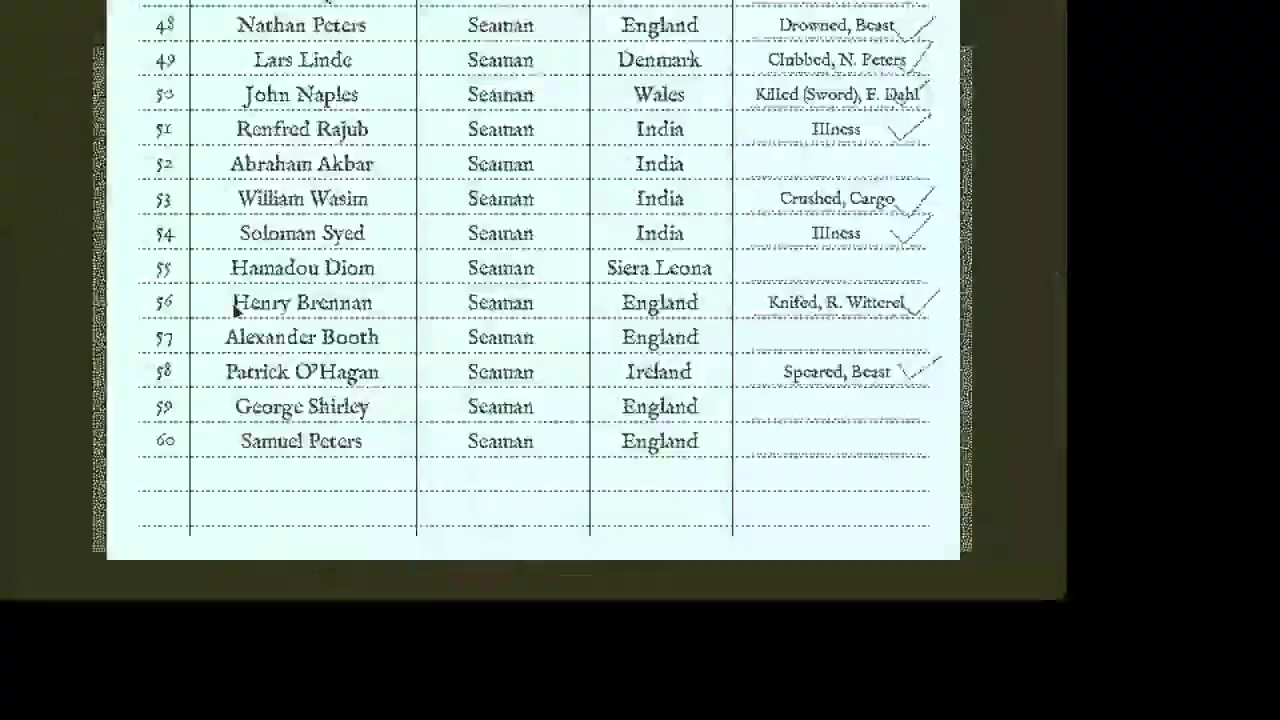 48 Nathan Peters Seaman England Drowned, Beast
49 Lars Linde Seaman Denmark Clubbed, N. Peters
50 John Naples Seaman Wales Killed (Sword), F. Dahl
51 Renfred Rajub Seaman India Illness
52 Abraham Akbar Seaman India
53 William Wasim Seaman India Crushed, Cargo
54 Soloman Syed Seaman India Illness
55 Hamadou Diom Seaman Siera Leona
56 Henry Brennan Seaman England Knifed, R. Witterel
57 Alexander Booth Seaman England
58 Patrick O'Hagan Seaman Ireland Speared, Beast
59 George Shirley Seaman England
60 Samuel Peters Seaman England